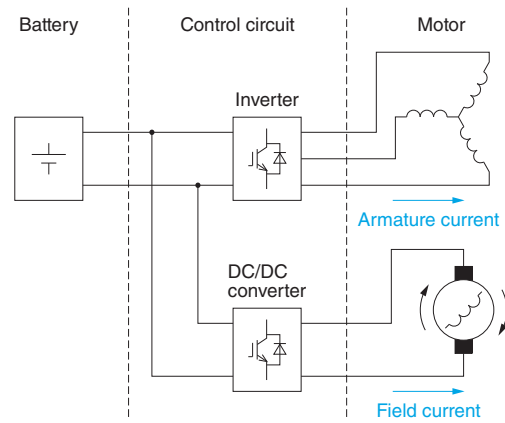 Battery
Control circuit
Motor
Inverter
Armature current
DC/DC
converter
Field current